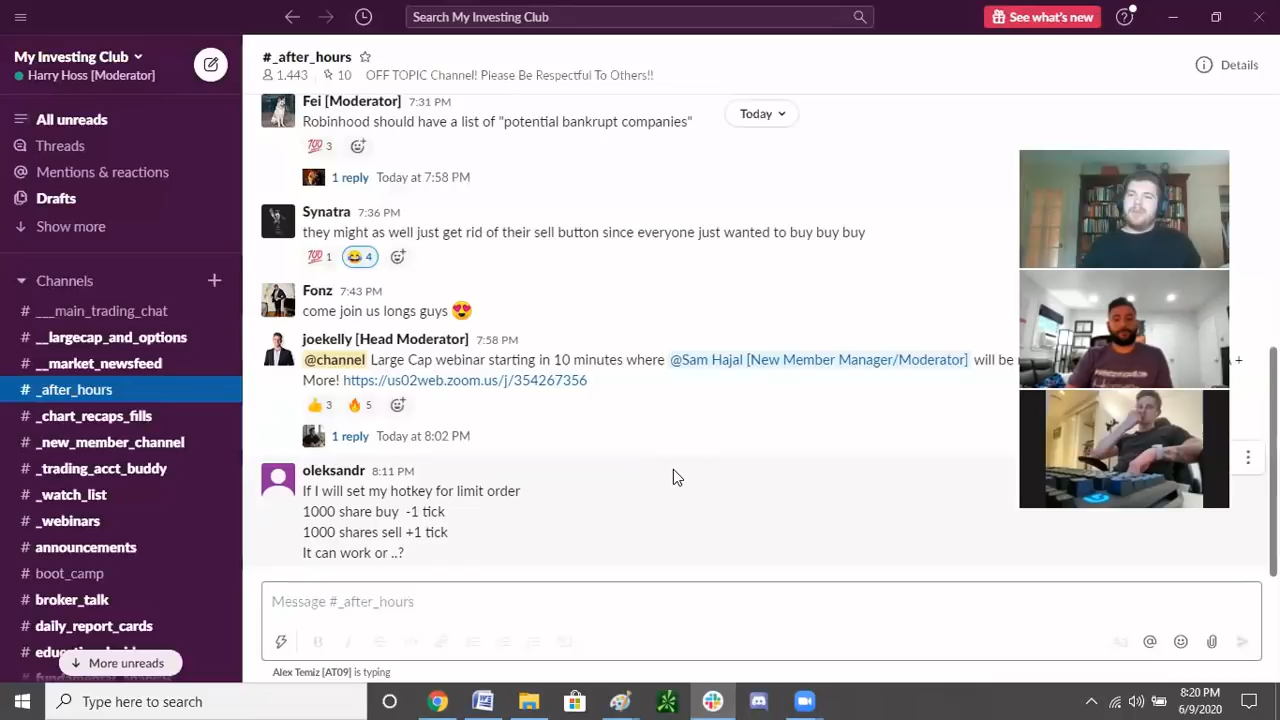 Search My Investing Club
See what's new
My Investing Club
Harry Hoss [Moderator]
All unreads
Threads
Mentions & reactions
Drafts
Show more
Channels
# ___main_trading_chat
# __largecap_and_options
# __market_newsfeed
# _after_hours
# _chart_recaps_fills
# _new_member_channel
# _trading_acct_buddy
# _watch_list
# _webinars
# announcements
# boot_camp
# broker_talk
# daily_report_cards
More unreads
#_after_hours
1.443 10 OFF TOPIC Channel! Please Be Respectful To Others!!
Details
Today
Fei [Moderator] 7:31 PM
Robinhood should have a list of "potential bankrupt companies"
💯 3
1 reply Today at 7:58 PM
Synatra 7:36 PM
they might as well just get rid of their sell button since everyone just wanted to buy buy buy
💯 1 😂 4
Fonz 7:43 PM
come join us longs guys 😍
joekelly [Head Moderator] 7:58 PM
@channel Large Cap webinar starting in 10 minutes where @Sam Hajal [New Member Manager/Moderator] will be +
More! https://us02web.zoom.us/j/354267356
👍 3 🔥 5
1 reply Today at 8:02 PM
oleksandr 8:11 PM
If I will set my hotkey for limit order
1000 share buy -1 tick
1000 shares sell +1 tick
It can work or ..?
Message #_after_hours
Alex Temiz [AT09] is typing
Type here to search
8:20 PM
6/9/2020